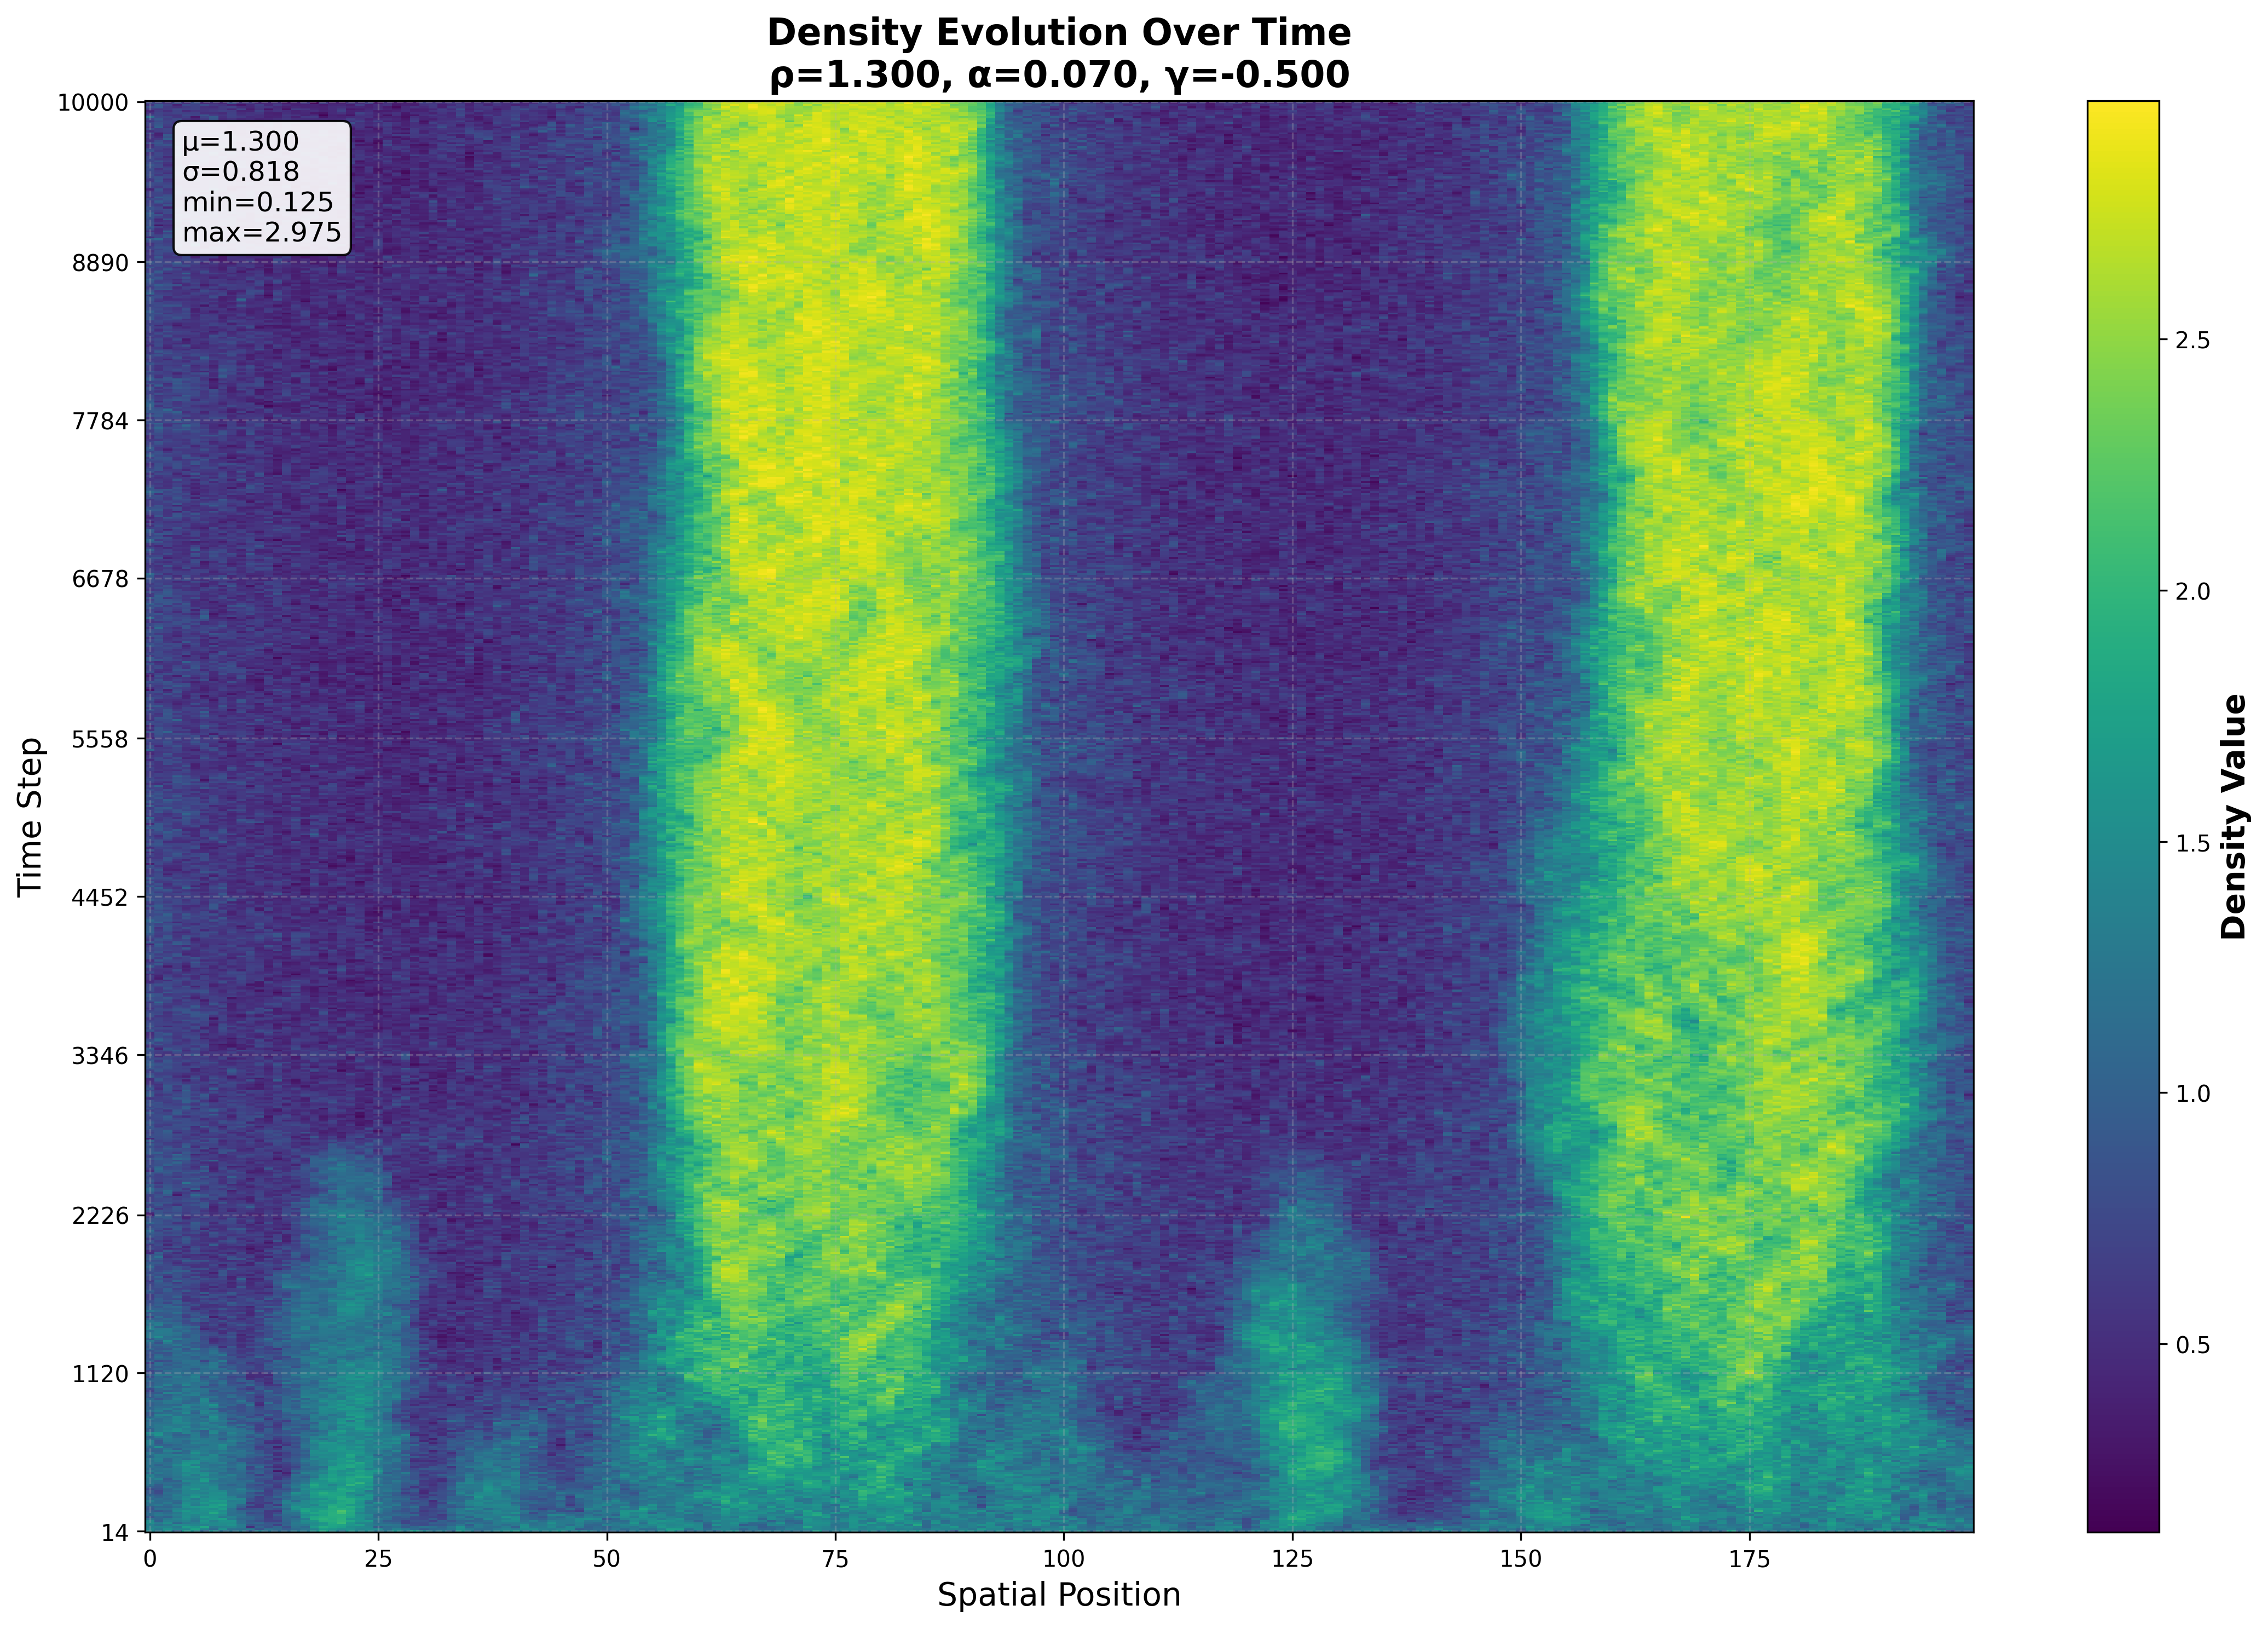 Density Evolution Over Time
ρ=1.300, α=0.070, γ=-0.500
μ=1.300
σ=0.818
min=0.125
max=2.975
Time Step
10000
8890
7784
6678
5558
4452
3346
2226
1120
14
0
25
50
75
100
125
150
175
Spatial Position
2.5
2.0
1.5
1.0
0.5
Density Value